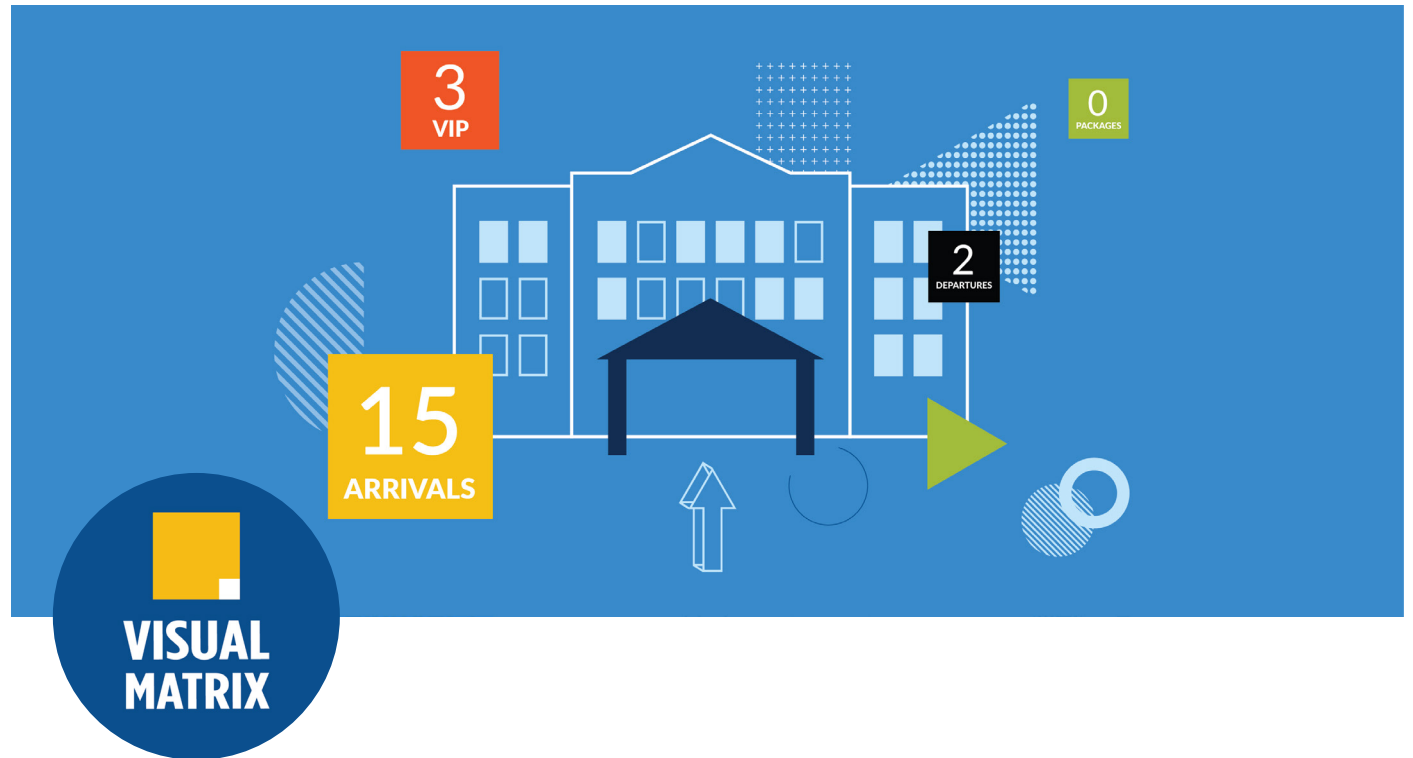 3
VIP
0
PACKAGES
2
DEPARTURES
15
ARRIVALS
VISUAL
MATRIX